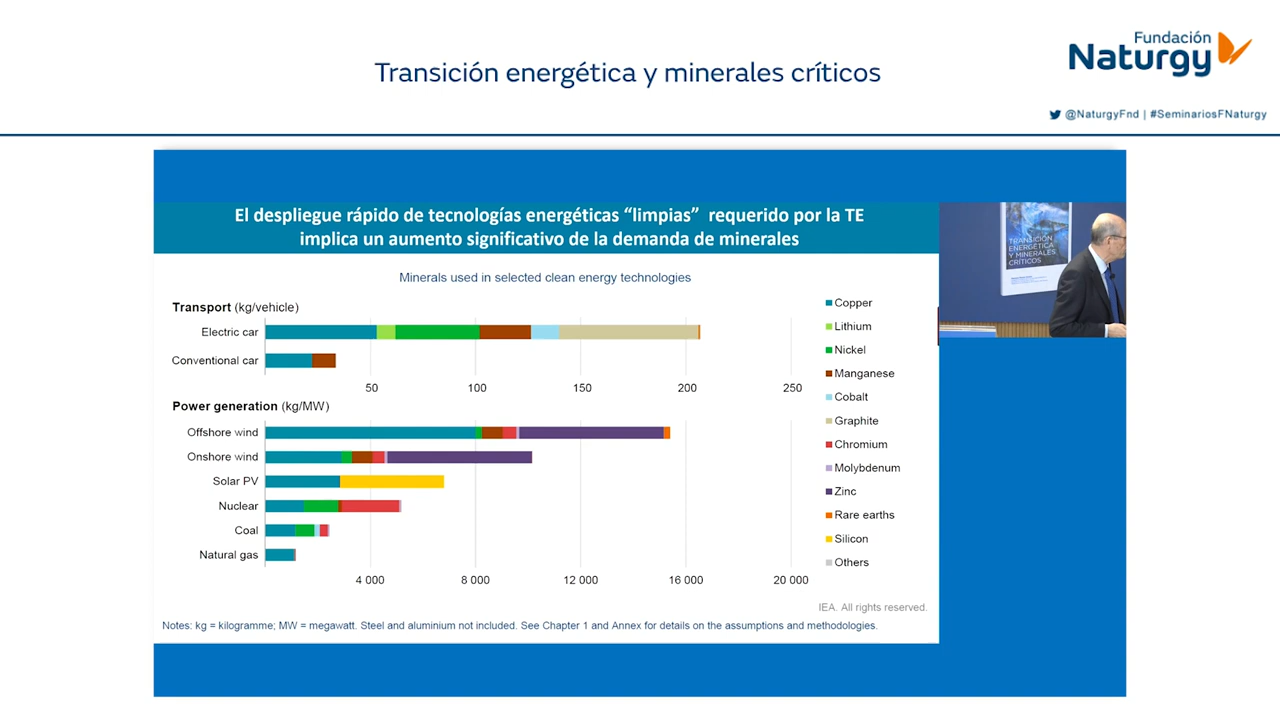 Transición energética y minerales críticos
Fundación
Naturgy
@NaturgyFnd | #SeminariosFNaturgy
El despliegue rápido de tecnologías energéticas “limpias” requerido por la TE
implica un aumento significativo de la demanda de minerales
TRANSICIÓN
ENERGÉTICA
Y MINERALES
CRÍTICOS
Minerals used in selected clean energy technologies
Transport (kg/vehicle)
Electric car
Conventional car
50 100 150 200 250
Power generation (kg/MW)
Offshore wind
Onshore wind
Solar PV
Nuclear
Coal
Natural gas
4 000 8 000 12 000 16 000 20 000
Copper
Lithium
Nickel
Manganese
Cobalt
Graphite
Chromium
Molybdenum
Zinc
Rare earths
Silicon
Others
IEA. All rights reserved.
Notes: kg = kilogramme; MW = megawatt. Steel and aluminium not included. See Chapter 1 and Annex for details on the assumptions and methodologies.